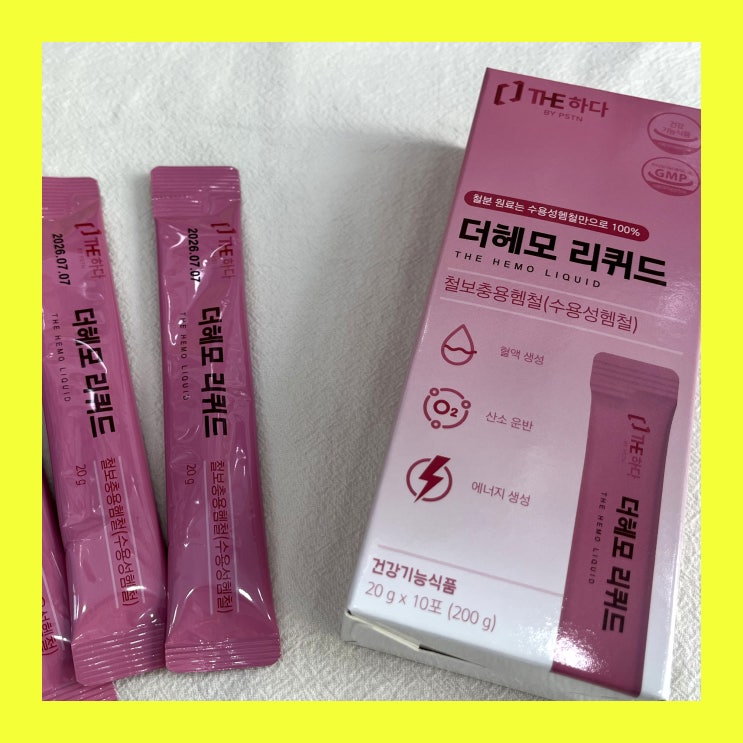 THE 하다
2026.07.07
더헤모 리퀴드
THE HEMO LIQUID
20 g
철보충용헴철(수용성헴철)
THE 하다
2026.07.07
더헤모 리퀴드
THE HEMO LIQUID
20 g
철보충용헴철(수용성헴철)
THE 하다
BY PSTN
건강
기능식품
GMP
철분 원료는 수용성헴철만으로 100%
더헤모 리퀴드
THE HEMO LIQUID
철보충용헴철(수용성헴철)
혈액 생성
O2
산소 운반
에너지 생성
THE 하다
BY PSTN
더헤모 리퀴드
THE HEMO LIQUID
건강기능식품
20 g x 10포 (200 g)